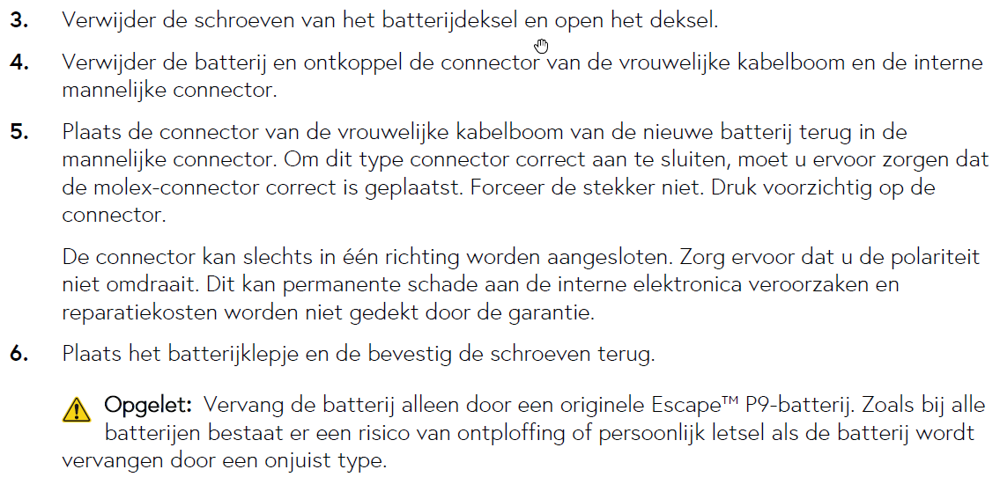 3. Verwijder de schroeven van het batterijdeksel en open het deksel.
4. Verwijder de batterij en ontkoppel de connector van de vrouwelijke kabelboom en de interne
mannelijke connector.
5. Plaats de connector van de vrouwelijke kabelboom van de nieuwe batterij terug in de
mannelijke connector. Om dit type connector correct aan te sluiten, moet u ervoor zorgen dat
de molex-connector correct is geplaatst. Forceer de stekker niet. Druk voorzichtig op de
connector.
De connector kan slechts in één richting worden aangesloten. Zorg ervoor dat u de polariteit
niet omdraait. Dit kan permanente schade aan de interne elektronica veroorzaken en
reparatiekosten worden niet gedekt door de garantie.
6. Plaats het batterijklepje en de bevestig de schroeven terug.
Opgelet: Vervang de batterij alleen door een originele Escape™ P9-batterij. Zoals bij alle
batterijen bestaat er een risico van ontploffing of persoonlijk letsel als de batterij wordt
vervangen door een onjuist type.